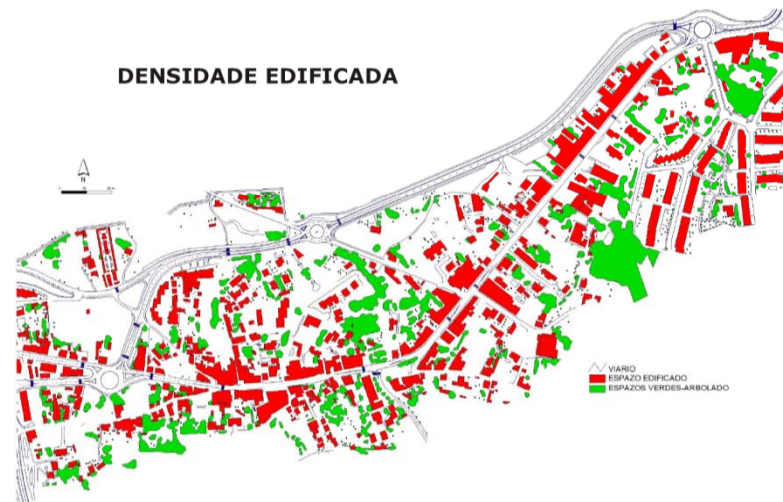 DENSIDADE EDIFICADA
N
VIARIO
ESPAZO EDIFICADO
ESPAZOS VERDES-ARBOLADO